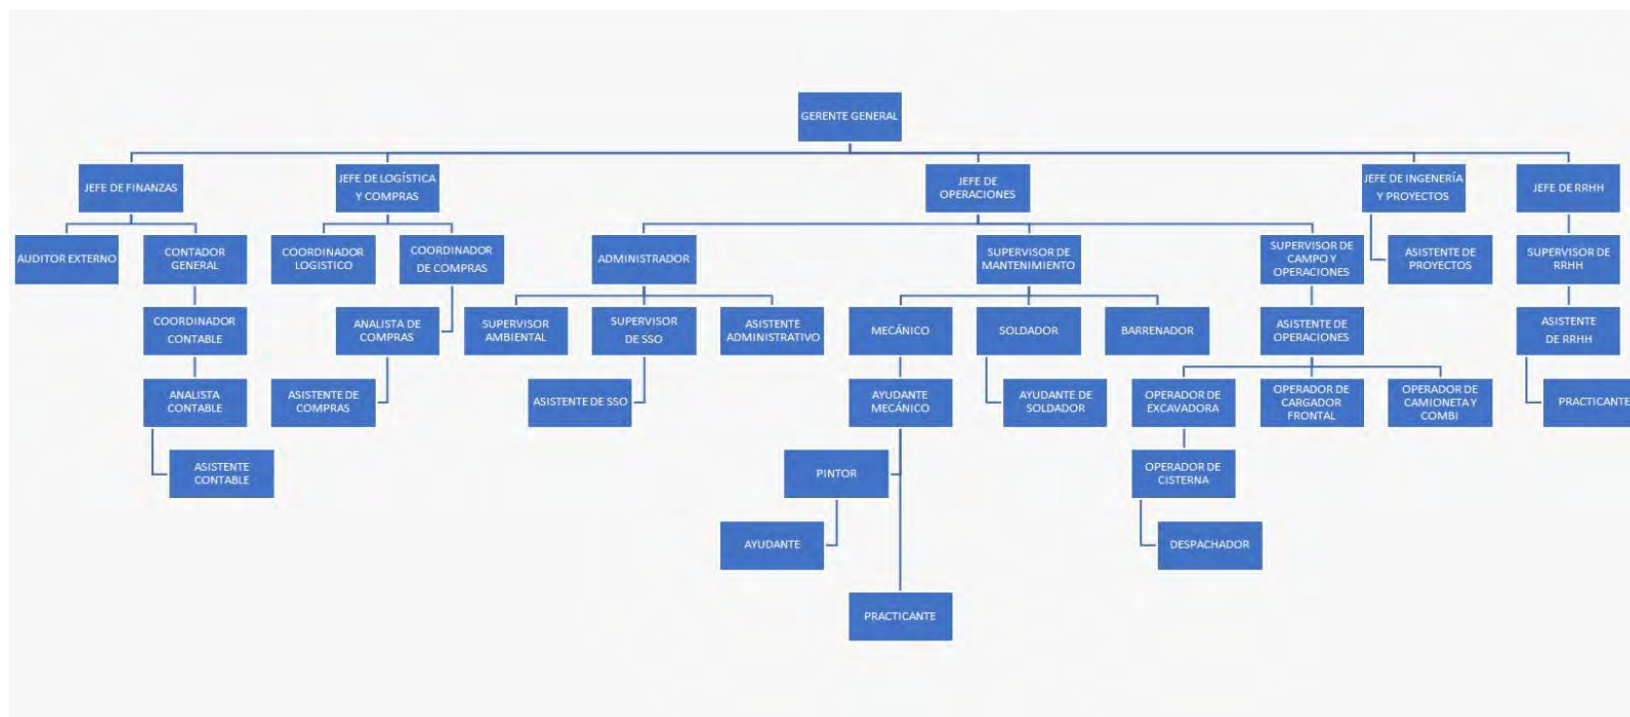 GERENTE GENERAL
JEFE DE FINANZAS
JEFE DE LOGÍSTICA
Y COMPRAS
JEFE DE
OPERACIONES
JEFE DE INGENERÍA
Y PROYECTOS
JEFE DE RRHH
AUDITOR EXTERNO
CONTADOR
GENERAL
COORDINADOR
LOGISTICO
COORDINADOR
DE COMPRAS
ADMINISTRADOR
SUPERVISOR DE
MANTENIMIENTO
SUPERVISOR DE
CAMPO Y
OPERACIONES
ASISTENTE DE
PROYECTOS
SUPERVISOR DE
RRHH
COORDINADOR
CONTABLE
ANALISTA DE
COMPRAS
SUPERVISOR
AMBIENTAL
SUPERVISOR
DE SSO
ASISTENTE
ADMINISTRATIVO
MECÁNICO
SOLDADOR
BARRENADOR
ASISTENTE DE
OPERACIONES
ASISTENTE
DE RRHH
ANALISTA
CONTABLE
ASISTENTE DE
COMPRAS
ASISTENTE DE SSO
AYUDANTE
MECÁNICO
AYUDANTE DE
SOLDADOR
OPERADOR DE
EXCAVADORA
OPERADOR DE
CARGADOR
FRONTAL
OPERADOR DE
CAMIONETA Y
COMBI
PRACTICANTE
ASISTENTE
CONTABLE
PINTOR
OPERADOR DE
CISTERNA
AYUDANTE
DESPACHADOR
PRACTICANTE